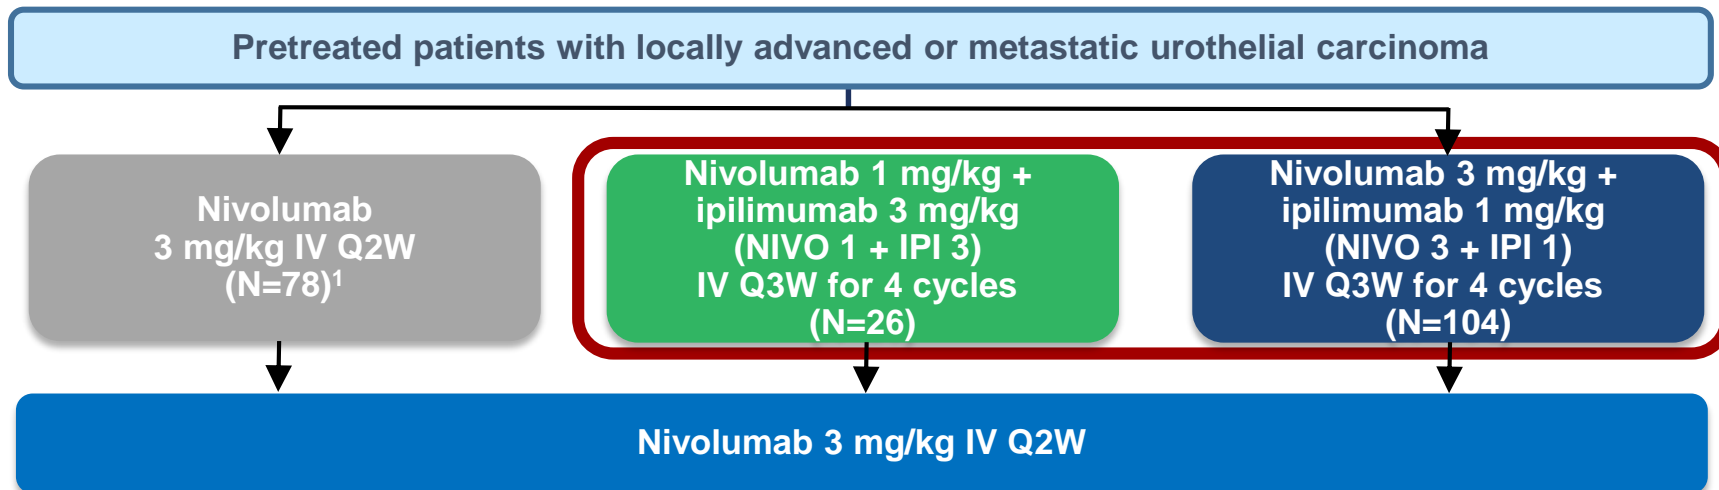 Pretreated patients with locally advanced or metastatic urothelial carcinoma
Nivolumab
3 mg/kg IV Q2W
(N=78)¹
Nivolumab 1 mg/kg +
ipilimumab 3 mg/kg
(NIVO 1 + IPI 3)
IV Q3W for 4 cycles
(N=26)
Nivolumab 3 mg/kg +
ipilimumab 1 mg/kg
(NIVO 3 + IPI 1)
IV Q3W for 4 cycles
(N=104)
Nivolumab 3 mg/kg IV Q2W